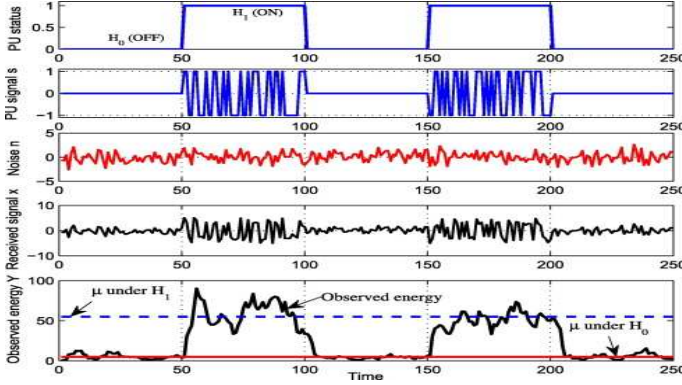 PU status
1
0.5
0
H0 (OFF)
H1 (ON)
0 50 100 150 200 250
PU signal s
1
0
−1
0 50 100 150 200 250
Noise n
5
0
−5
0 50 100 150 200 250
Received signal x
10
0
−10
0 50 100 150 200 250
Observed energy Y
100
50
0
μ under H1
Observed energy
μ under H0
0 50 100 150 200 250
Time